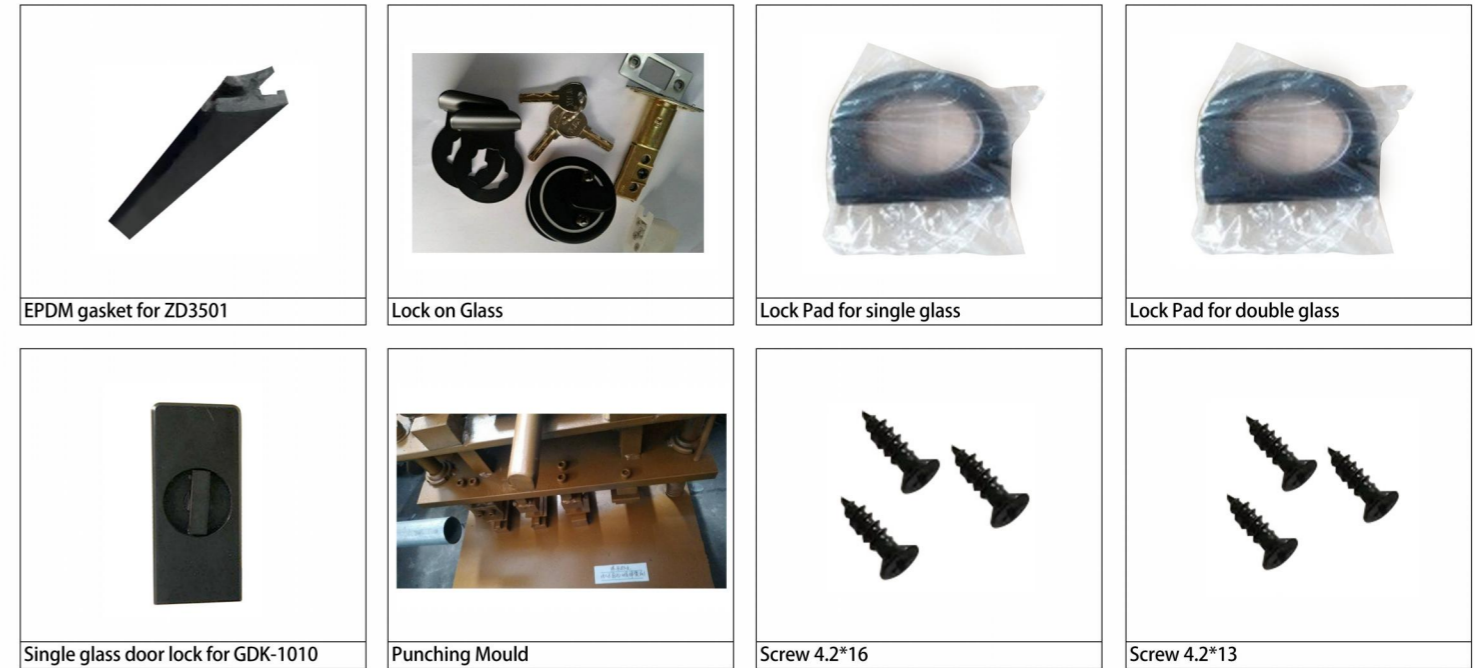 EPDM gasket for ZD3501
Lock on Glass
Lock Pad for single glass
Lock Pad for double glass
Single glass door lock for GDK-1010
Punching Mould
Screw 4.2*16
Screw 4.2*13